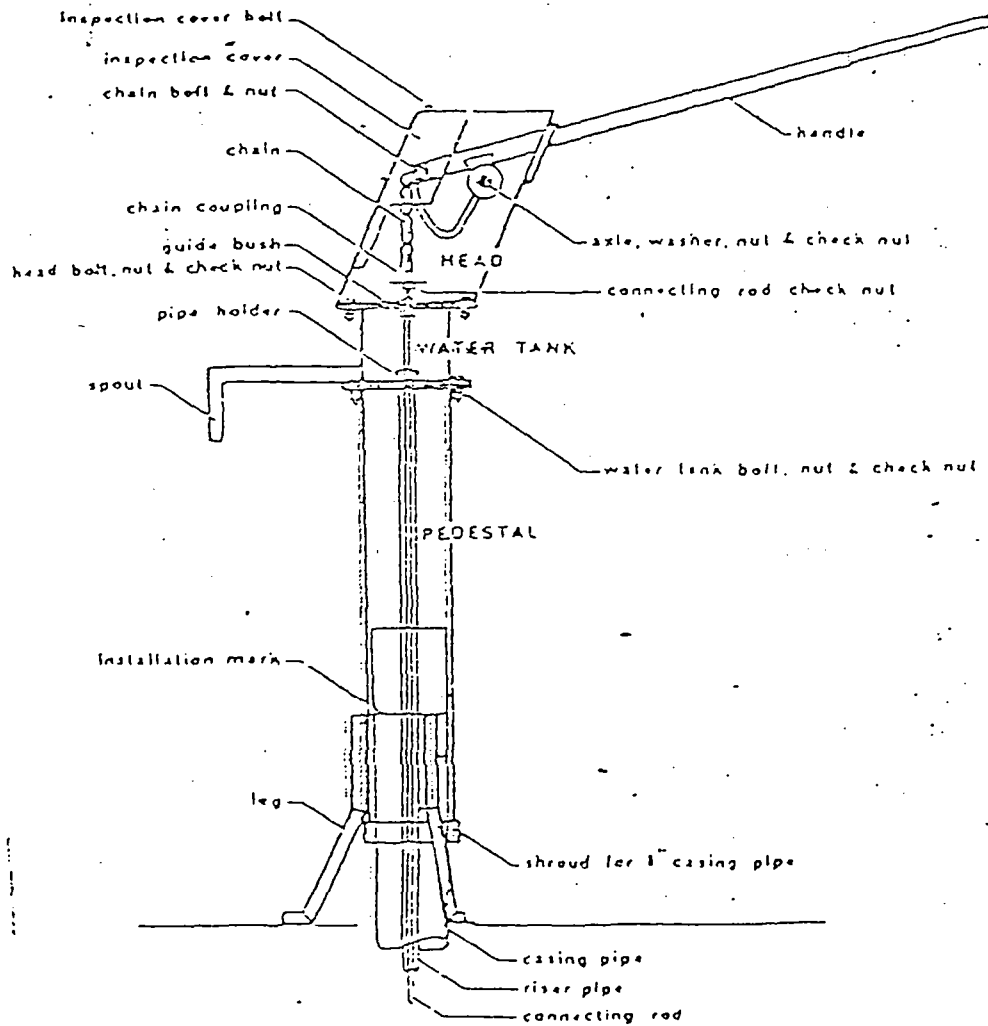 Inspection cover bolt
inspection cover
chain bolt & nut
handle
chain
chain coupling
axle, washer, nut & check nut
guide bush
HEAD
head bolt, nut & check nut
connecting rod check nut
pipe holder
WATER TANK
spout
water tank bolt, nut & check nut
PEDESTAL
Installation mark
leg
shroud for 8" casing pipe
casing pipe
riser pipe
connecting rod